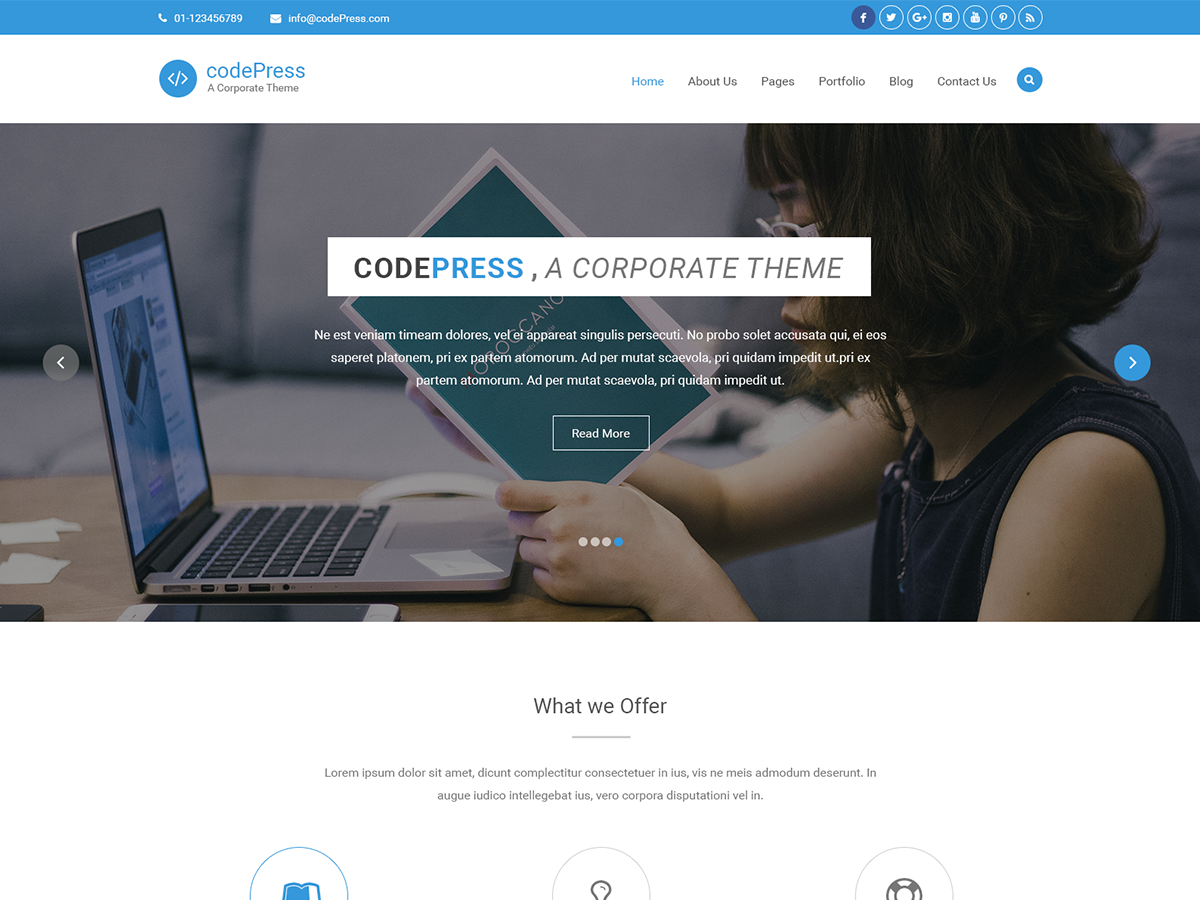 01-123456789 info@codePress.com
</>
codePress
A Corporate Theme
Home About Us Pages Portfolio Blog Contact Us
CODEPRESS , A CORPORATE THEME
Ne est veniam timeam dolores, vel ei appareat singulis persecuti. No probo solet accusata qui, ei eos
saperet platonem, pri ex partem atomorum. Ad per mutat scaevola, pri quidam impedit ut.pri ex
partem atomorum. Ad per mutat scaevola, pri quidam impedit ut.
Read More
What we Offer
Lorem ipsum dolor sit amet, dicunt complectitur consectetuer in ius, vis ne meis admodum deserunt. In
augue iudico intellegebat ius, vero corpora disputationi vel in.